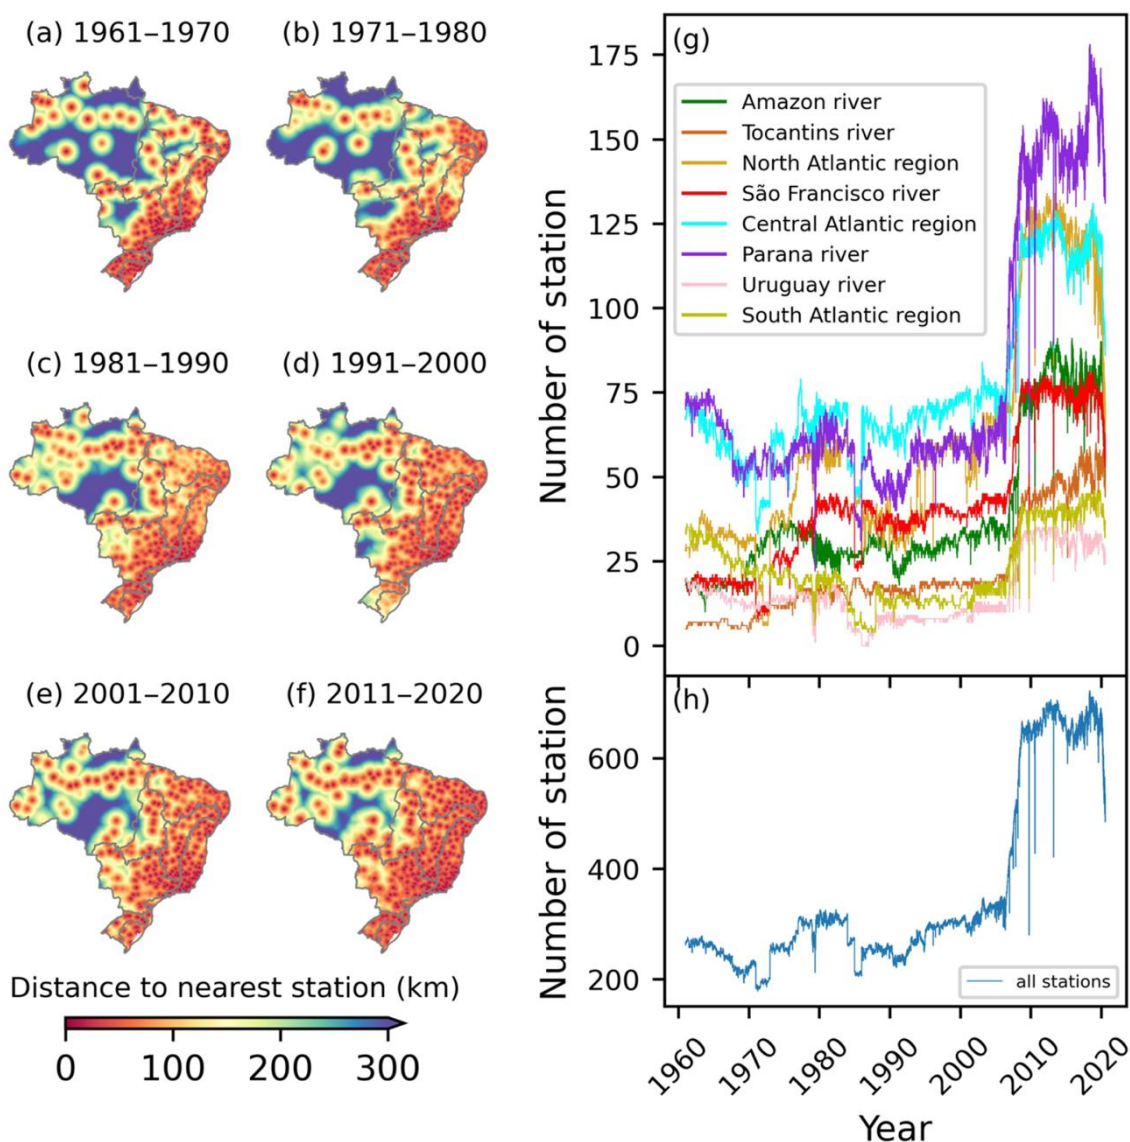 (a) 1961–1970
(b) 1971–1980
(c) 1981–1990
(d) 1991–2000
(e) 2001–2010
(f) 2011–2020
Distance to nearest station (km)
0 100 200 300
(g)
Number of station
175
150
125
100
75
50
25
0
Amazon river
Tocantins river
North Atlantic region
São Francisco river
Central Atlantic region
Parana river
Uruguay river
South Atlantic region
(h)
Number of station
600
400
200
all stations
1960 1970 1980 1990 2000 2010 2020
Year